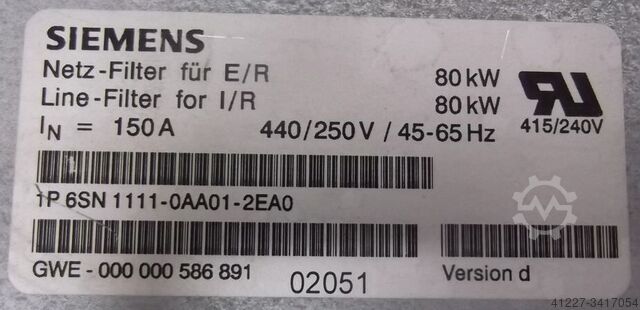 SIEMENS
Netz-Filter für E/R 80 kW
Line-Filter for I/R 80 kW
IN = 150 A 440/250 V / 45-65 Hz 415/240V
1P 6SN 1111-0AA01-2EA0
GWE - 000 000 586 891 02051 Version d
41227-3417054